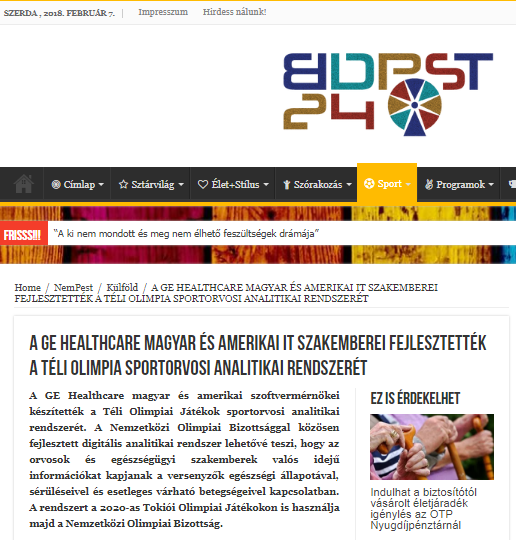 SZERDA , 2018. FEBRUÁR 7. Impresszum Hirdess nálunk!
BDPST
24
Címlap Sztárvilág Élet+Stílus Szórakozás Sport Programok
FRISSS!!! "A ki nem mondott és meg nem élhető feszültségek drámája"
Home / NemPest / Külföld / A GE HEALTHCARE MAGYAR ÉS AMERIKAI IT SZAKEMBEREI
FEJLESZTETTÉK A TÉLI OLIMPIA SPORTORVOSI ANALITIKAI RENDSZERÉT
A GE HEALTHCARE MAGYAR ÉS AMERIKAI IT SZAKEMBEREI FEJLESZTETTÉK
A TÉLI OLIMPIA SPORTORVOSI ANALITIKAI RENDSZERÉT
A GE Healthcare magyar és amerikai szoftvermérnökei
készítették a Téli Olimpiai Játékok sportorvosi analitikai
rendszerét. A Nemzetközi Olimpiai Bizottsággal közösen
fejlesztett digitális analitikai rendszer lehetővé teszi, hogy az
orvosok és egészségügyi szakemberek valós idejű
információkat kapjanak a versenyzők egészségi állapotával,
sérüléseivel és esetleges várható betegségeivel kapcsolatban.
A rendszert a 2020-as Tokiói Olimpiai Játékokon is használja
majd a Nemzetközi Olimpiai Bizottság.
EZ IS ÉRDEKELHET
Indulhat a biztosítótól
vásárolt életjáradék
igénylés az OTP
Nyugdíjpénztárnál